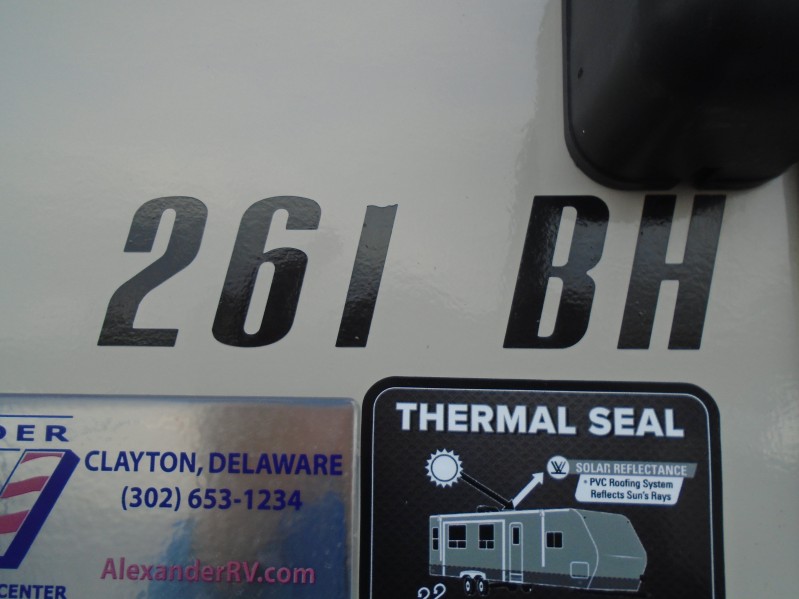 261 BH
DER
CLAYTON, DELAWARE
(302) 653-1234
AlexanderRV.com
CENTER
THERMAL SEAL
SOLAR REFLECTANCE
• PVC Roofing System
Reflects Sun's Rays